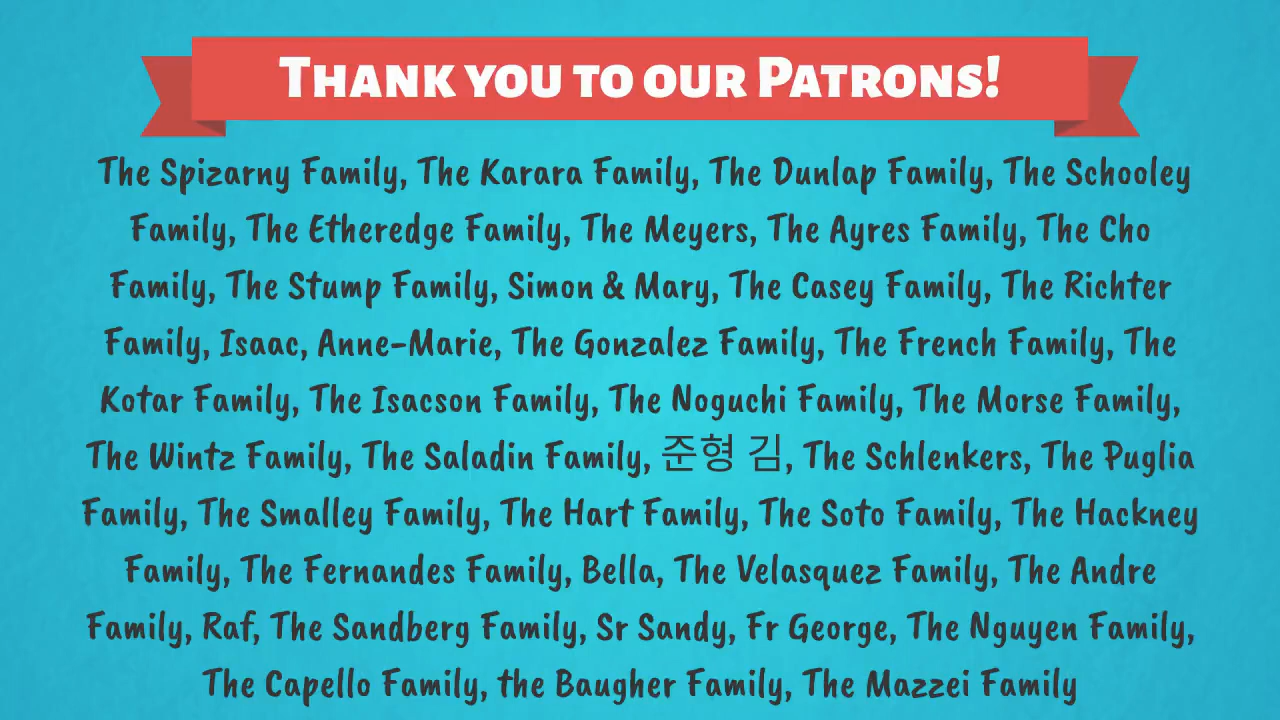 Thank you to our Patrons!
The Spizarny Family, The Karara Family, The Dunlap Family, The Schooley
Family, The Etheredge Family, The Meyers, The Ayres Family, The Cho
Family, The Stump Family, Simon & Mary, The Casey Family, The Richter
Family, Isaac, Anne-Marie, The Gonzalez Family, The French Family, The
Kotar Family, The Isacson Family, The Noguchi Family, The Morse Family,
The Wintz Family, The Saladin Family, 준형 김, The Schlenkers, The Puglia
Family, The Smalley Family, The Hart Family, The Soto Family, The Hackney
Family, The Fernandes Family, Bella, The Velasquez Family, The Andre
Family, Raf, The Sandberg Family, Sr Sandy, Fr George, The Nguyen Family,
The Capello Family, the Baugher Family, The Mazzei Family